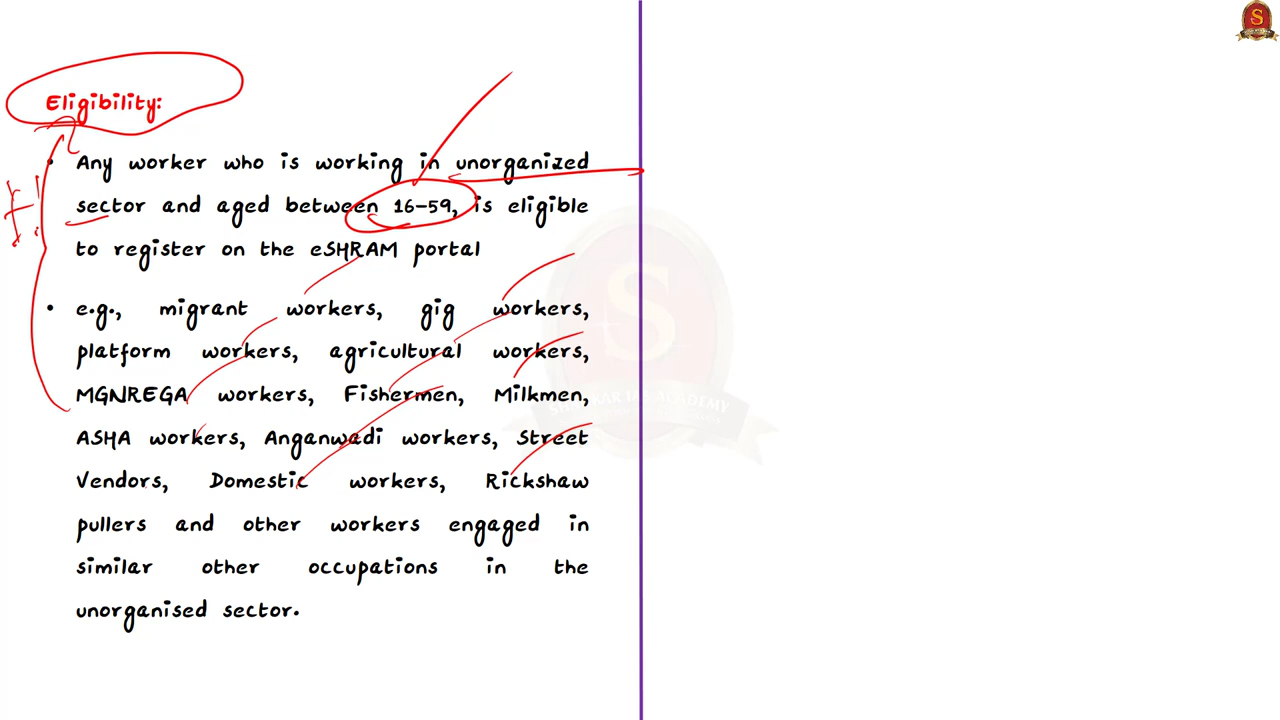 Eligibility:
• Any worker who is working in unorganized
sector and aged between 16-59, is eligible
to register on the eSHRAM portal
• e.g., migrant workers, gig workers,
platform workers, agricultural workers,
MGNREGA workers, Fishermen, Milkmen,
ASHA workers, Anganwadi workers, Street
Vendors, Domestic workers, Rickshaw
pullers and other workers engaged in
similar other occupations in the
unorganised sector.